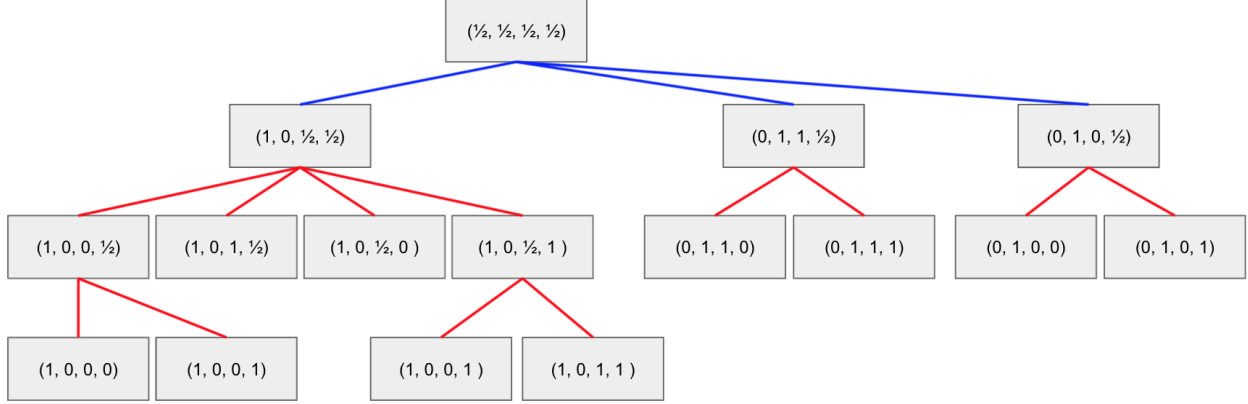 (½, ½, ½, ½)
(1, 0, ½, ½)
(0, 1, 1, ½)
(0, 1, 0, ½)
(1, 0, 0, ½)
(1, 0, 1, ½)
(1, 0, ½, 0 )
(1, 0, ½, 1 )
(0, 1, 1, 0)
(0, 1, 1, 1)
(0, 1, 0, 0)
(0, 1, 0, 1)
(1, 0, 0, 0)
(1, 0, 0, 1)
(1, 0, 0, 1 )
(1, 0, 1, 1 )